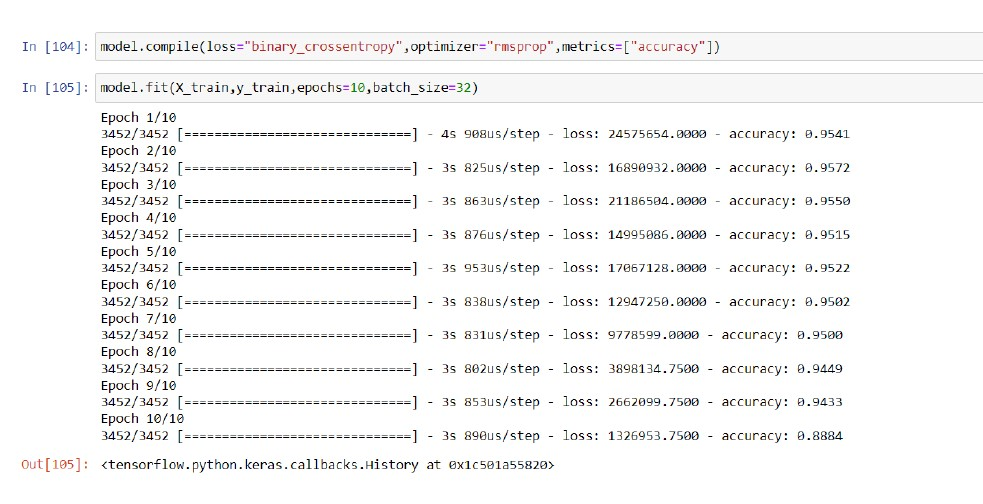 In [104]: model.compile(loss="binary_crossentropy",optimizer="rmsprop",metrics=["accuracy"])
In [105]: model.fit(X_train,y_train,epochs=10,batch_size=32)
Epoch 1/10
3452/3452 [==============================] - 4s 908us/step - loss: 24575654.0000 - accuracy: 0.9541
Epoch 2/10
3452/3452 [==============================] - 3s 825us/step - loss: 16890932.0000 - accuracy: 0.9572
Epoch 3/10
3452/3452 [==============================] - 3s 863us/step - loss: 21186504.0000 - accuracy: 0.9550
Epoch 4/10
3452/3452 [==============================] - 3s 876us/step - loss: 14995086.0000 - accuracy: 0.9515
Epoch 5/10
3452/3452 [==============================] - 3s 953us/step - loss: 17067128.0000 - accuracy: 0.9522
Epoch 6/10
3452/3452 [==============================] - 3s 838us/step - loss: 12947250.0000 - accuracy: 0.9502
Epoch 7/10
3452/3452 [==============================] - 3s 831us/step - loss: 9778599.0000 - accuracy: 0.9500
Epoch 8/10
3452/3452 [==============================] - 3s 802us/step - loss: 3898134.7500 - accuracy: 0.9449
Epoch 9/10
3452/3452 [==============================] - 3s 853us/step - loss: 2662099.7500 - accuracy: 0.9433
Epoch 10/10
3452/3452 [==============================] - 3s 890us/step - loss: 1326953.7500 - accuracy: 0.8884
Out[105]: <tensorflow.python.keras.callbacks.History at 0x1c501a55820>